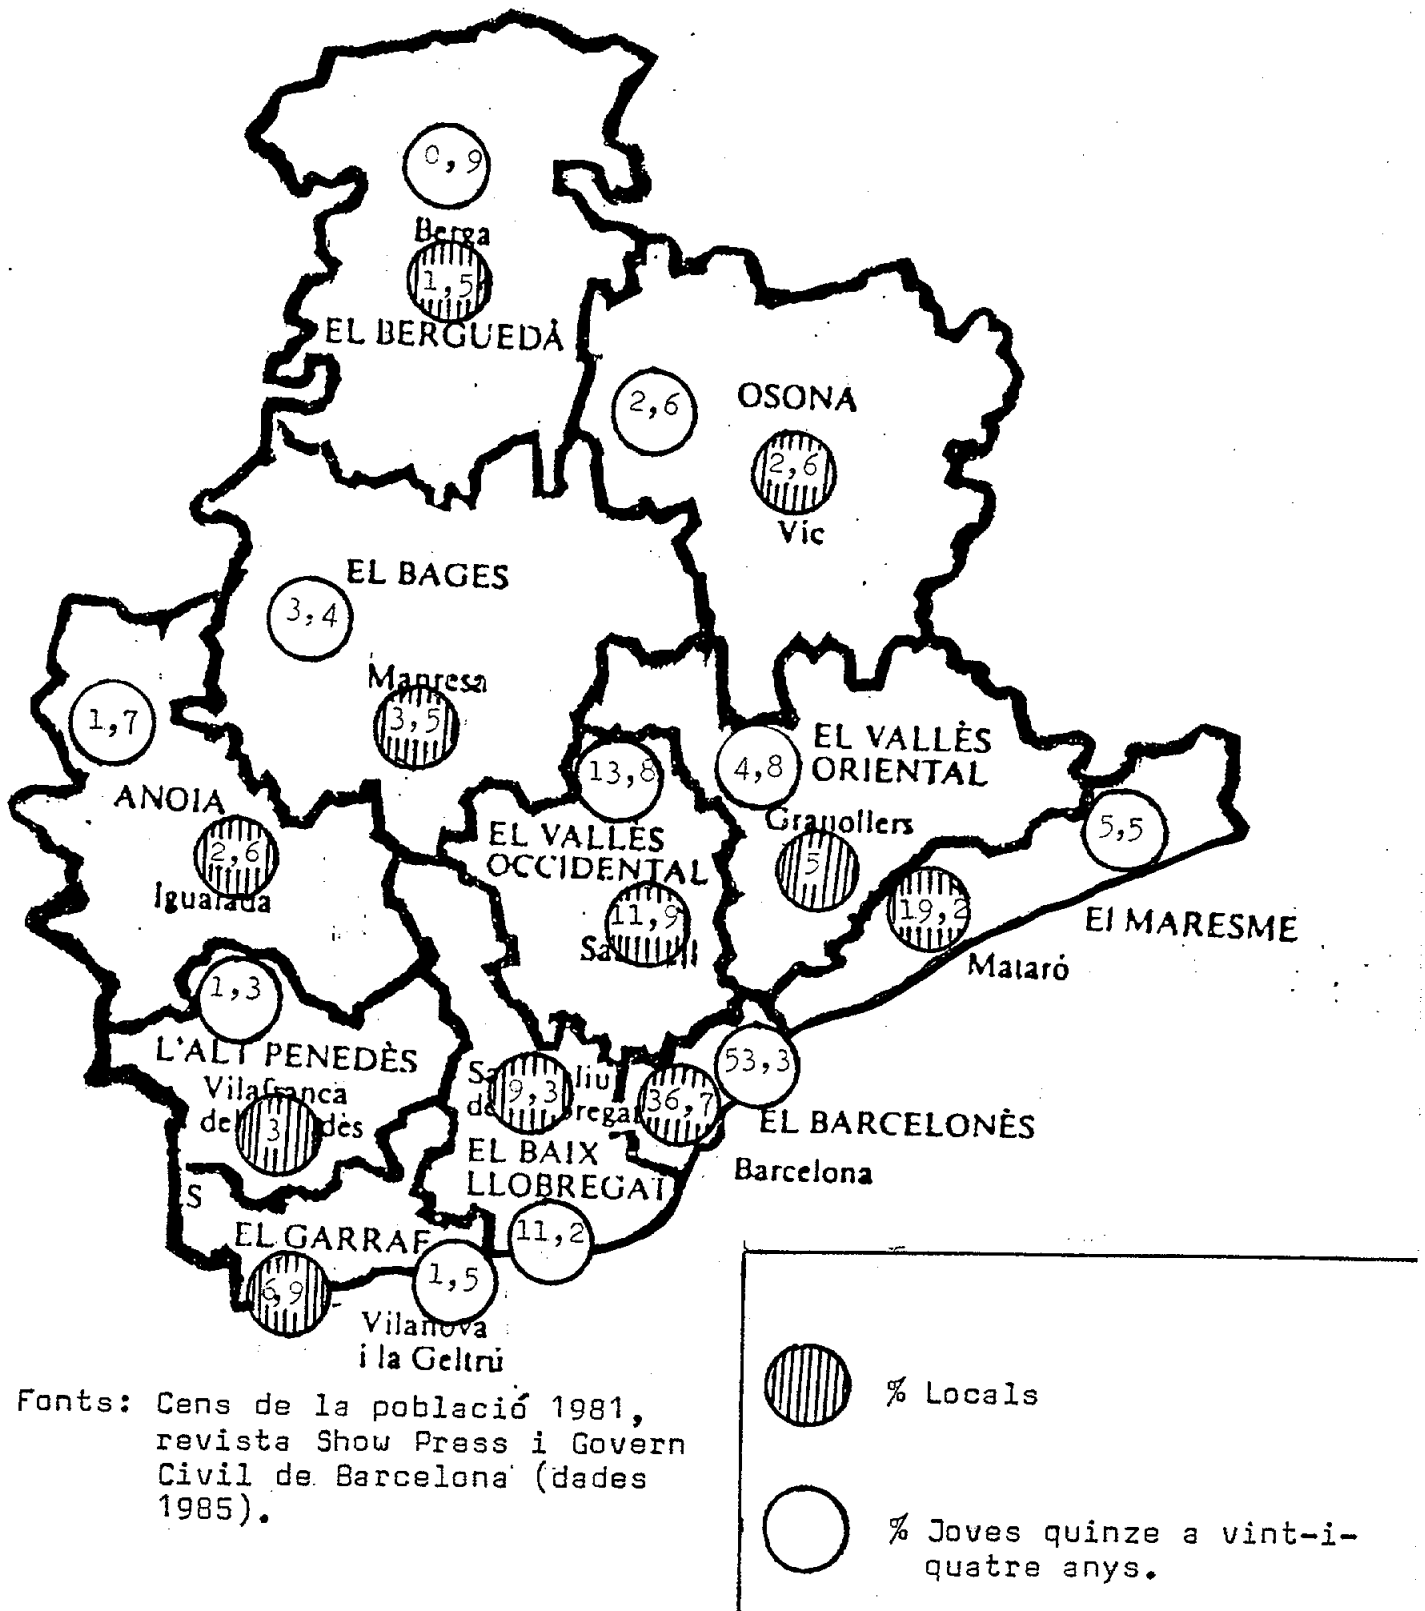 0,9
Berga
1,5
EL BERGUEDÀ
2,6
OSONA
2,6
Vic
EL BAGES
3,4
Manresa
3,5
1,7
ANOIA
2,6
Igualada
13,8
EL VALLÈS
OCCIDENTAL
11,9
4,8
EL VALLÈS
ORIENTAL
Granollers
5
5,5
19,2
El MARESME
Mataró
1,3
L'ALT PENEDÈS
Vilafranca
3
9,3
36,7
53,3
EL BARCELONÈS
Barcelona
EL BAIX
LLOBREGAT
11,2
S
EL GARRAF
6,9
1,5
Vilanova
i la Geltrú
Fonts: Cens de la població 1981,
revista Show Press i Govern
Civil de Barcelona (dades
1985).
% Locals
% Joves quinze a vint-i-
quatre anys.